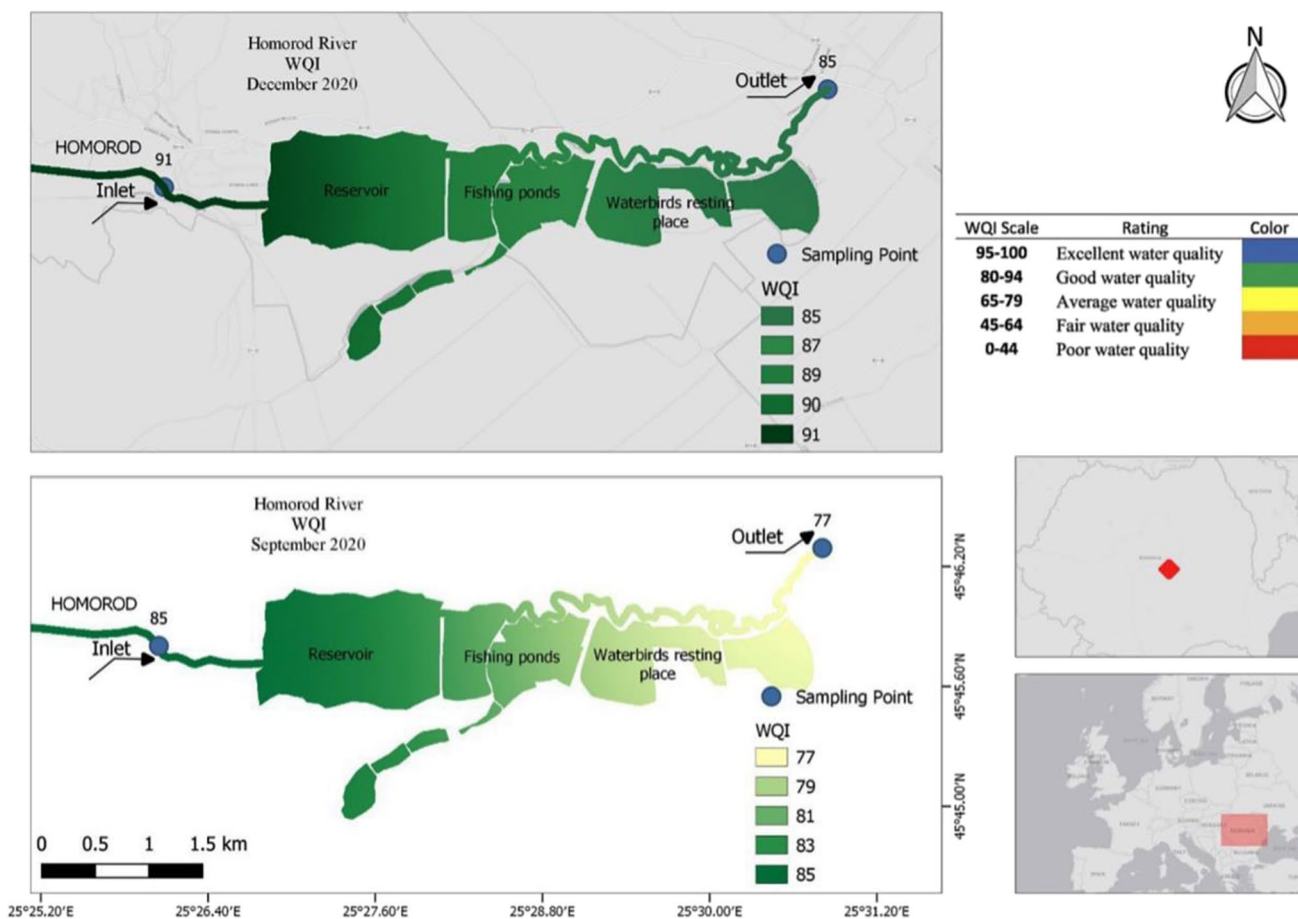 Homorod River
WQI
December 2020
85
Outlet
N
HOMOROD
91
Inlet
Reservoir
Fishing ponds
Waterbirds resting
place
Sampling Point
WQI
85
87
89
90
91
WQI Scale Rating Color
95-100 Excellent water quality
80-94 Good water quality
65-79 Average water quality
45-64 Fair water quality
0-44 Poor water quality
Homorod River
WQI
September 2020
77
Outlet
HOMOROD
85
Inlet
Reservoir
Fishing ponds
Waterbirds resting
place
Sampling Point
WQI
77
79
81
83
85
0 0.5 1 1.5 km
45°46.20'N
45°45.60'N
45°45.00'N
25°25.20'E 25°26.40'E 25°27.60'E 25°28.80'E 25°30.00'E 25°31.20'E